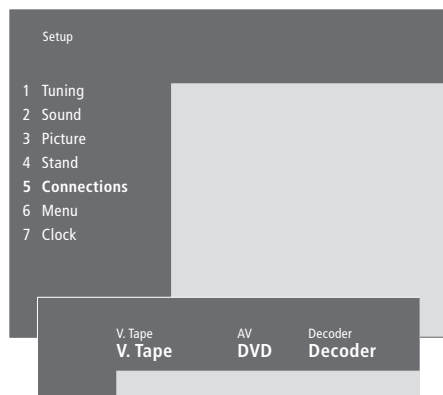 Setup
1 Tuning
2 Sound
3 Picture
4 Stand
5 Connections
6 Menu
7 Clock
V. Tape AV Decoder
V. Tape DVD Decoder